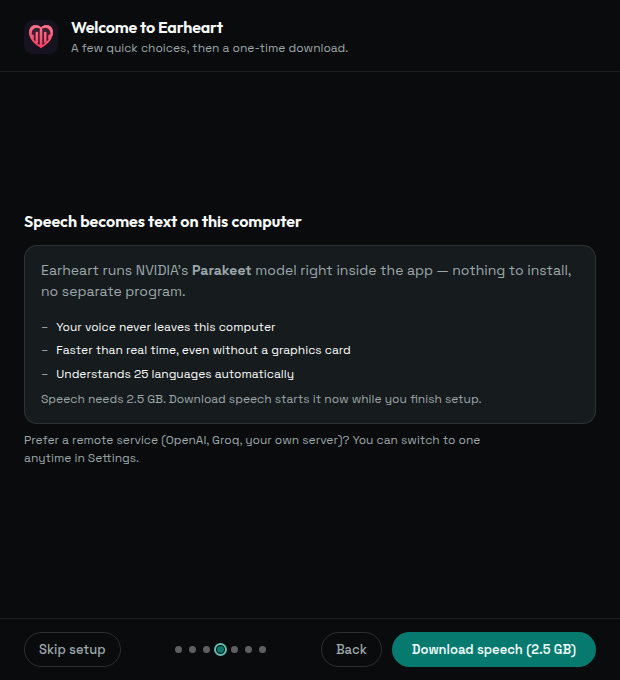 Welcome to Earheart
A few quick choices, then a one-time download.
Speech becomes text on this computer
Earheart runs NVIDIA's Parakeet model right inside the app — nothing to install,
no separate program.
– Your voice never leaves this computer
– Faster than real time, even without a graphics card
– Understands 25 languages automatically
Speech needs 2.5 GB. Download speech starts it now while you finish setup.
Prefer a remote service (OpenAI, Groq, your own server)? You can switch to one
anytime in Settings.
Skip setup
Back
Download speech (2.5 GB)